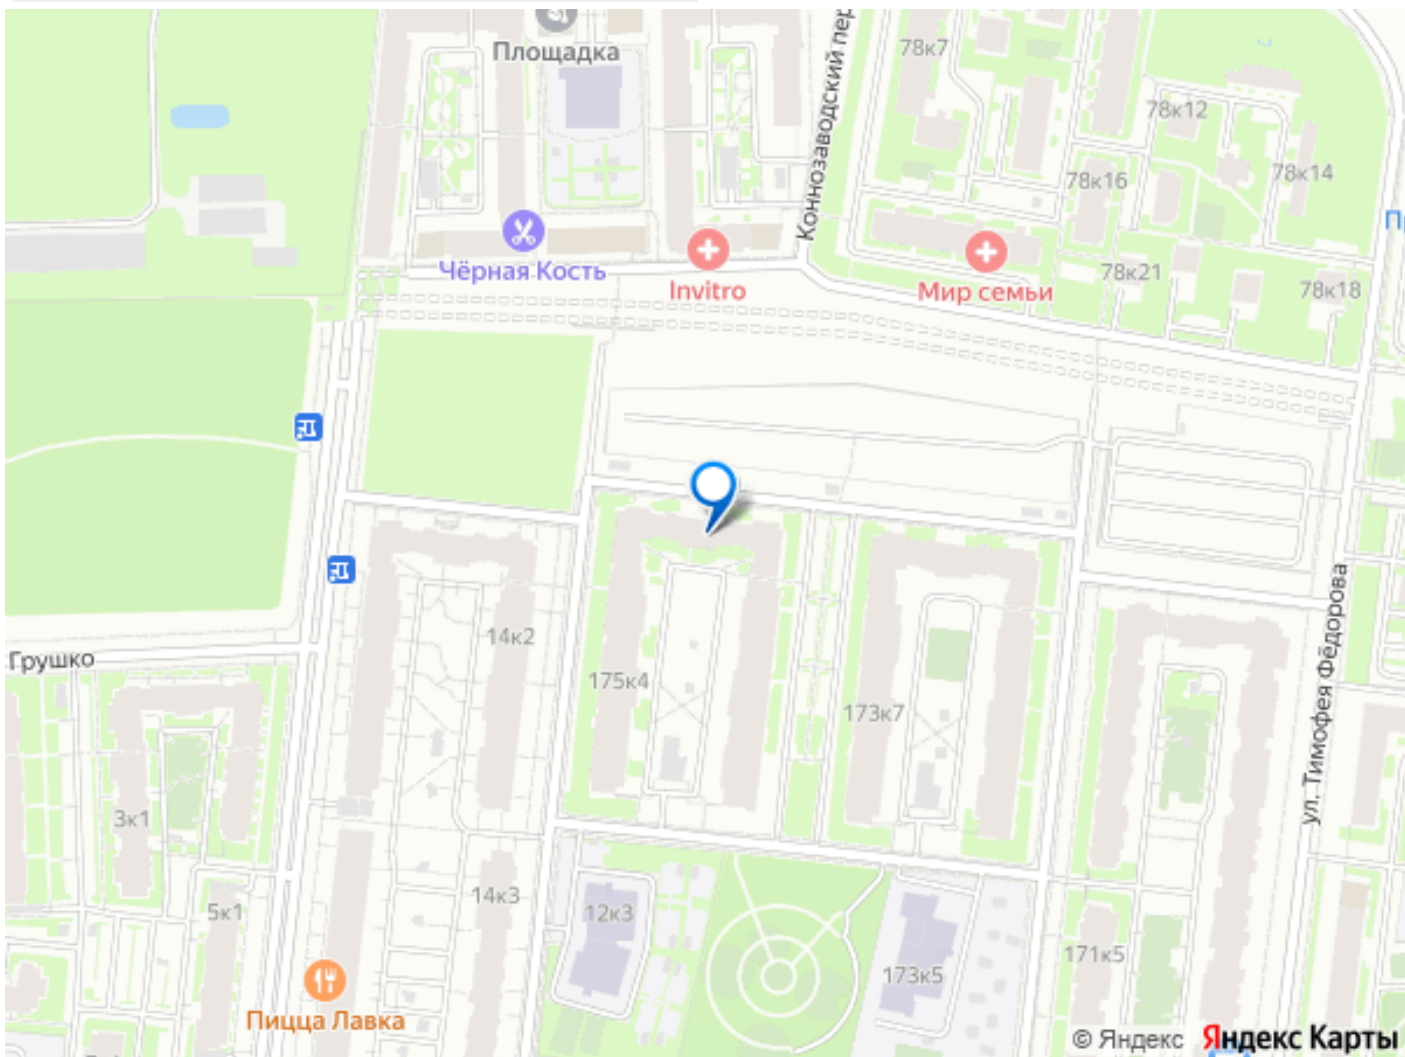 Площадка
78к7
Коннозаводский пер
78к12
78к16
78к14
Пр
Чёрная Кость
Invitro
Мир семьи
78к21
78к18
14к2
Грушко
175к4
173к7
ул. Тимофея Фёдорова
3к1
5к1
14к3
12к3
171к5
173к5
Пицца Лавка
© Яндекс Яндекс Карты